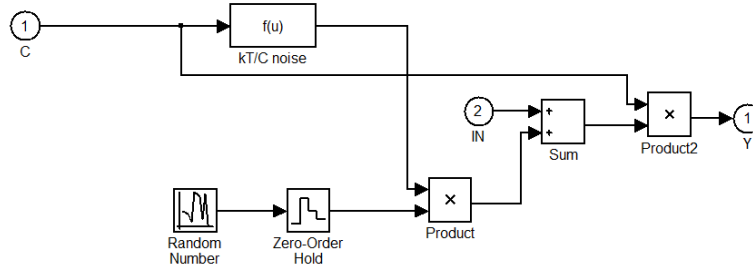 1
C
f(u)
kT/C noise
2
IN
+
+
Sum
×
Product2
1
Y
Random
Number
Zero-Order
Hold
×
Product